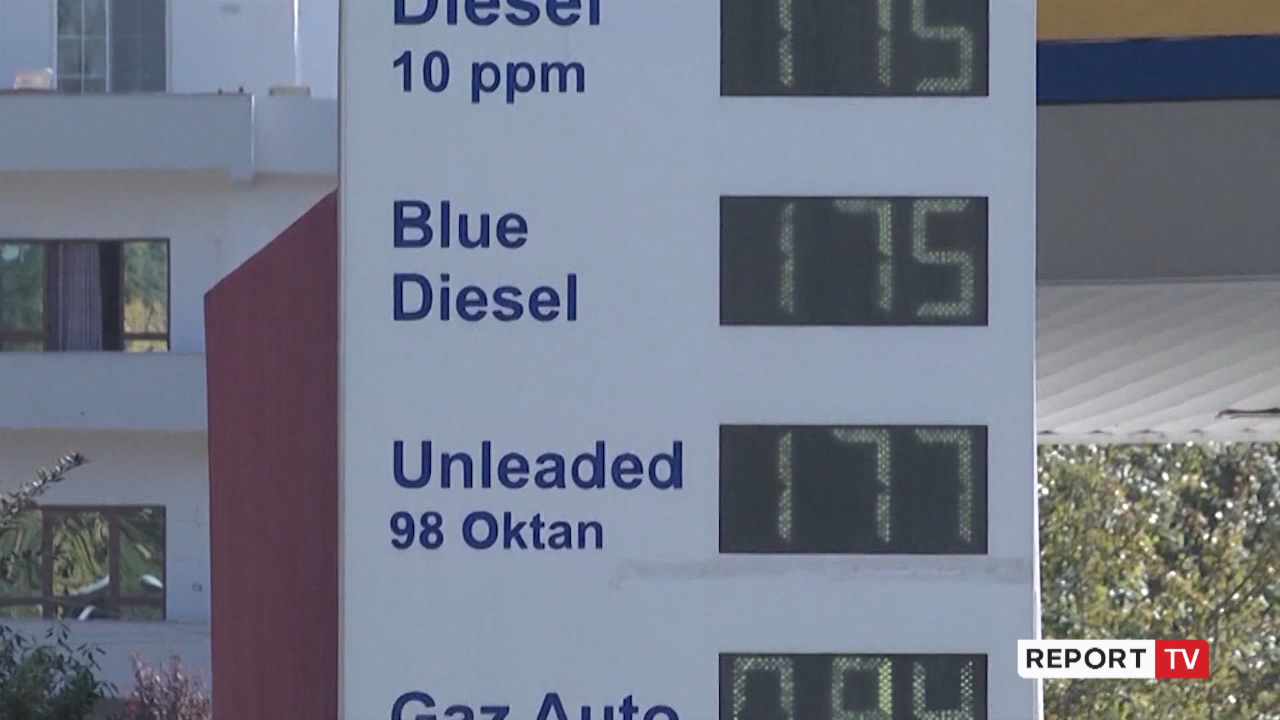 Diesel
175
10 ppm
Blue
Diesel
175
Unleaded
98 Oktan
177
Gaz Auto
REPORT TV